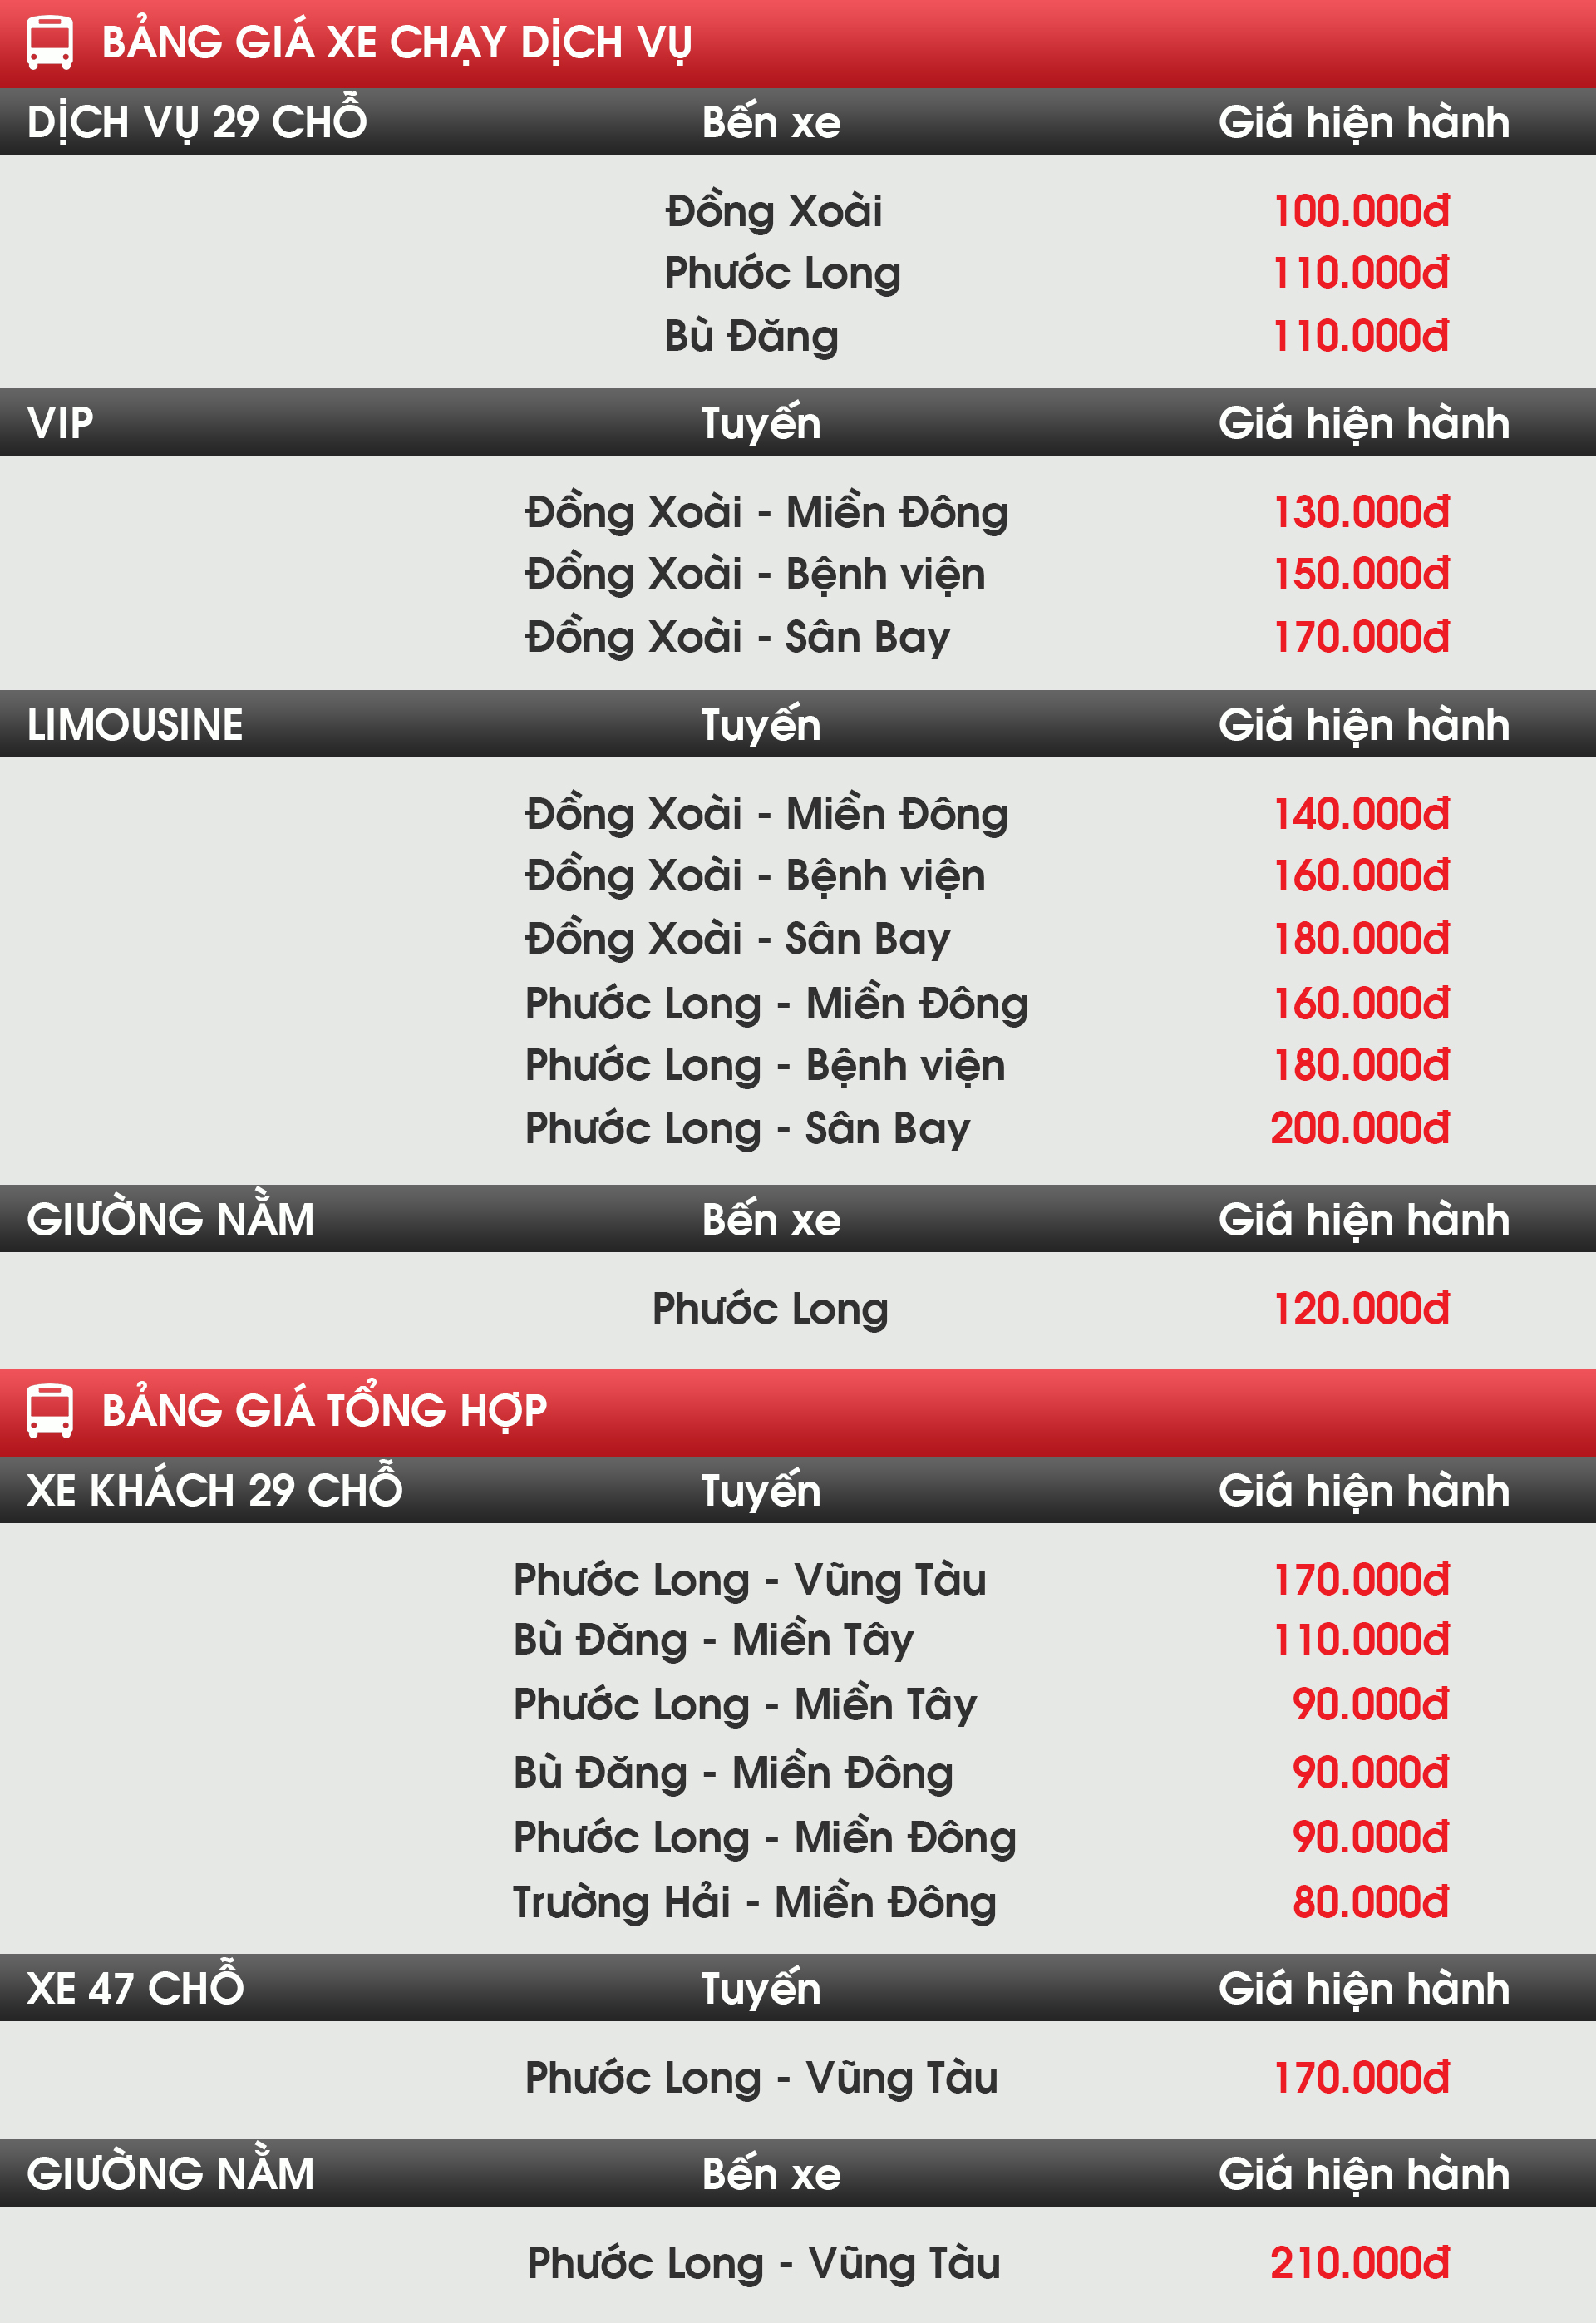 BẢNG GIÁ XE CHẠY DỊCH VỤ
DỊCH VỤ 29 CHỖ Bến xe Giá hiện hành
Đồng Xoài 100.000đ
Phước Long 110.000đ
Bù Đăng 110.000đ
VIP Tuyến Giá hiện hành
Đồng Xoài - Miền Đông 130.000đ
Đồng Xoài - Bệnh viện 150.000đ
Đồng Xoài - Sân Bay 170.000đ
LIMOUSINE Tuyến Giá hiện hành
Đồng Xoài - Miền Đông 140.000đ
Đồng Xoài - Bệnh viện 160.000đ
Đồng Xoài - Sân Bay 180.000đ
Phước Long - Miền Đông 160.000đ
Phước Long - Bệnh viện 180.000đ
Phước Long - Sân Bay 200.000đ
GIƯỜNG NẰM Bến xe Giá hiện hành
Phước Long 120.000đ
BẢNG GIÁ TỔNG HỢP
XE KHÁCH 29 CHỖ Tuyến Giá hiện hành
Phước Long - Vũng Tàu 170.000đ
Bù Đăng - Miền Tây 110.000đ
Phước Long - Miền Tây 90.000đ
Bù Đăng - Miền Đông 90.000đ
Phước Long - Miền Đông 90.000đ
Trường Hải - Miền Đông 80.000đ
XE 47 CHỖ Tuyến Giá hiện hành
Phước Long - Vũng Tàu 170.000đ
GIƯỜNG NẰM Bến xe Giá hiện hành
Phước Long - Vũng Tàu 210.000đ